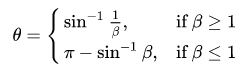 θ = { sin⁻¹ 1/β, if β ≥ 1
π − sin⁻¹ β, if β ≤ 1